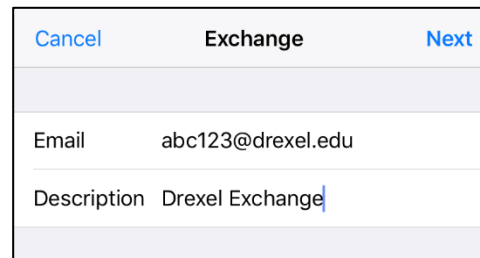 Cancel Exchange Next
Email abc123@drexel.edu
Description Drexel Exchange